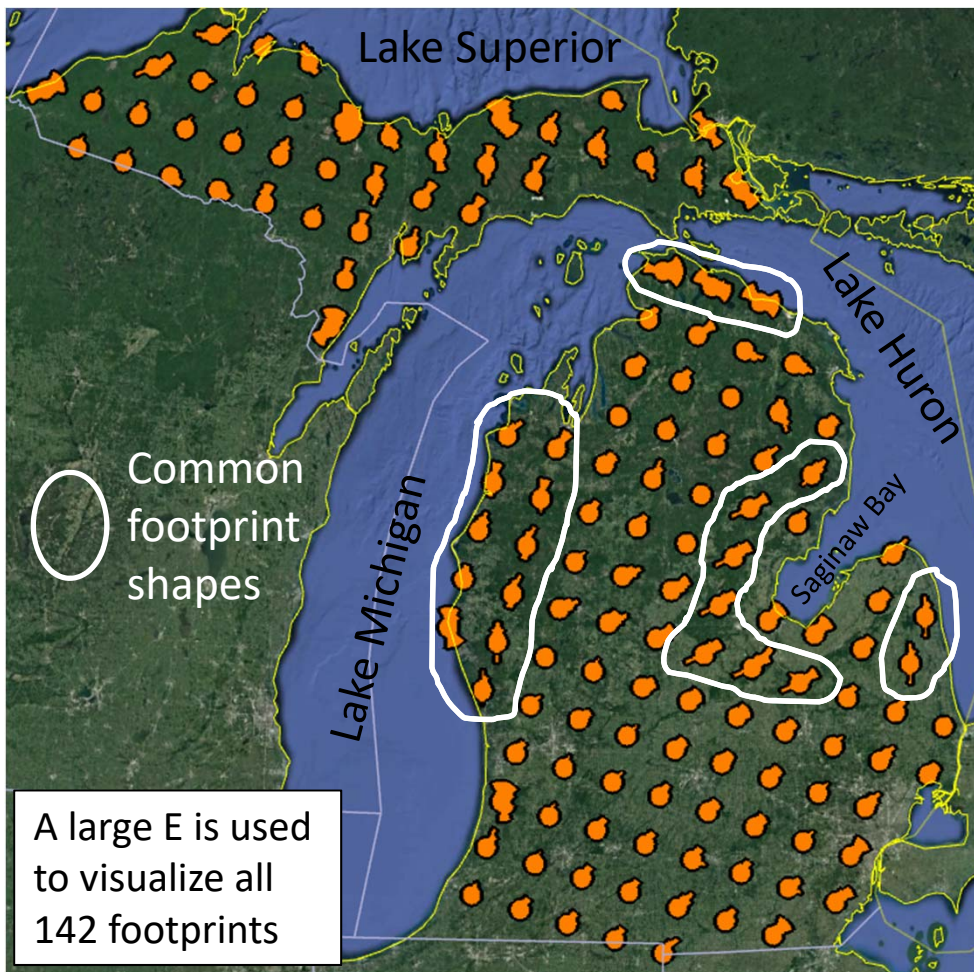 Lake Superior
Lake Huron
Common
footprint
shapes
Lake Michigan
Saginaw Bay
A large E is used
to visualize all
142 footprints